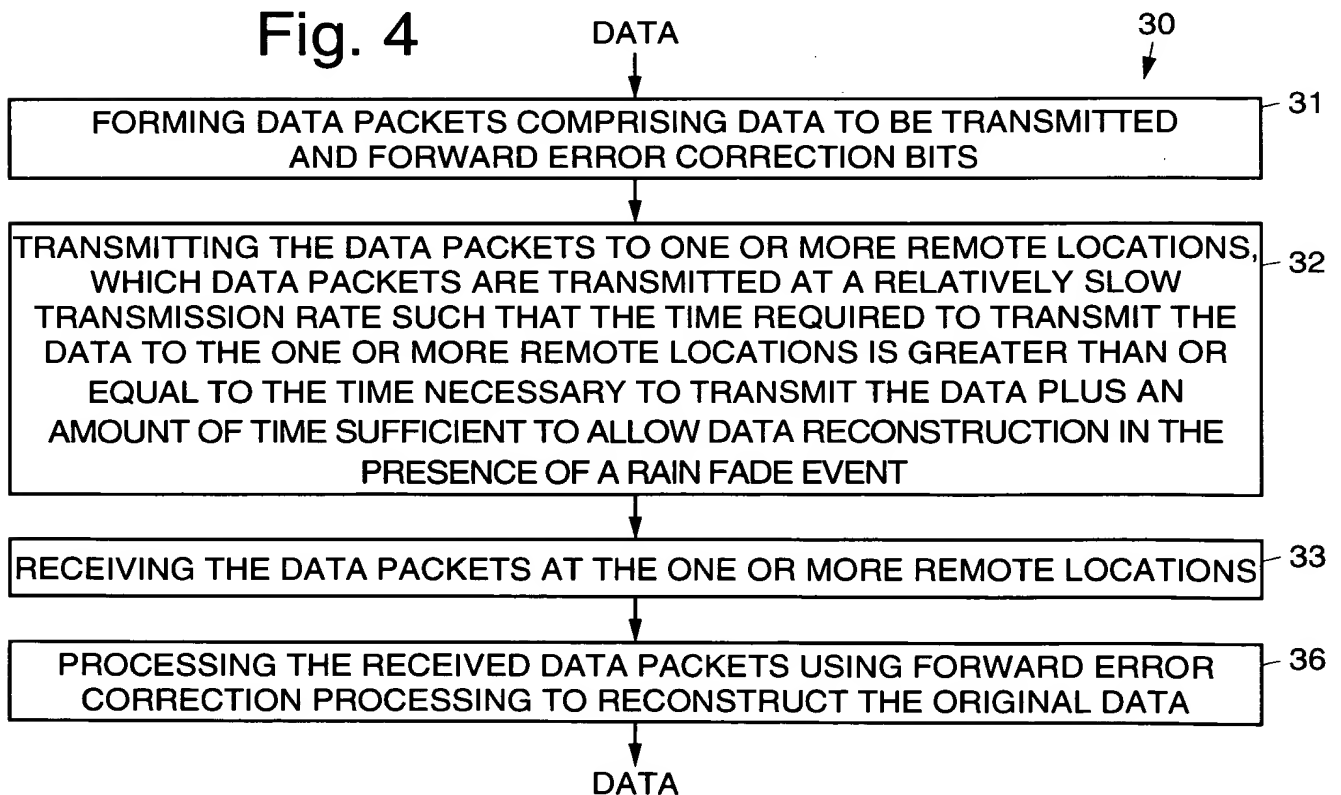 Fig. 4
DATA
30
FORMING DATA PACKETS COMPRISING DATA TO BE TRANSMITTED
AND FORWARD ERROR CORRECTION BITS
31
TRANSMITTING THE DATA PACKETS TO ONE OR MORE REMOTE LOCATIONS,
WHICH DATA PACKETS ARE TRANSMITTED AT A RELATIVELY SLOW
TRANSMISSION RATE SUCH THAT THE TIME REQUIRED TO TRANSMIT THE
DATA TO THE ONE OR MORE REMOTE LOCATIONS IS GREATER THAN OR
EQUAL TO THE TIME NECESSARY TO TRANSMIT THE DATA PLUS AN
AMOUNT OF TIME SUFFICIENT TO ALLOW DATA RECONSTRUCTION IN THE
PRESENCE OF A RAIN FADE EVENT
32
RECEIVING THE DATA PACKETS AT THE ONE OR MORE REMOTE LOCATIONS
33
PROCESSING THE RECEIVED DATA PACKETS USING FORWARD ERROR
CORRECTION PROCESSING TO RECONSTRUCT THE ORIGINAL DATA
36
DATA